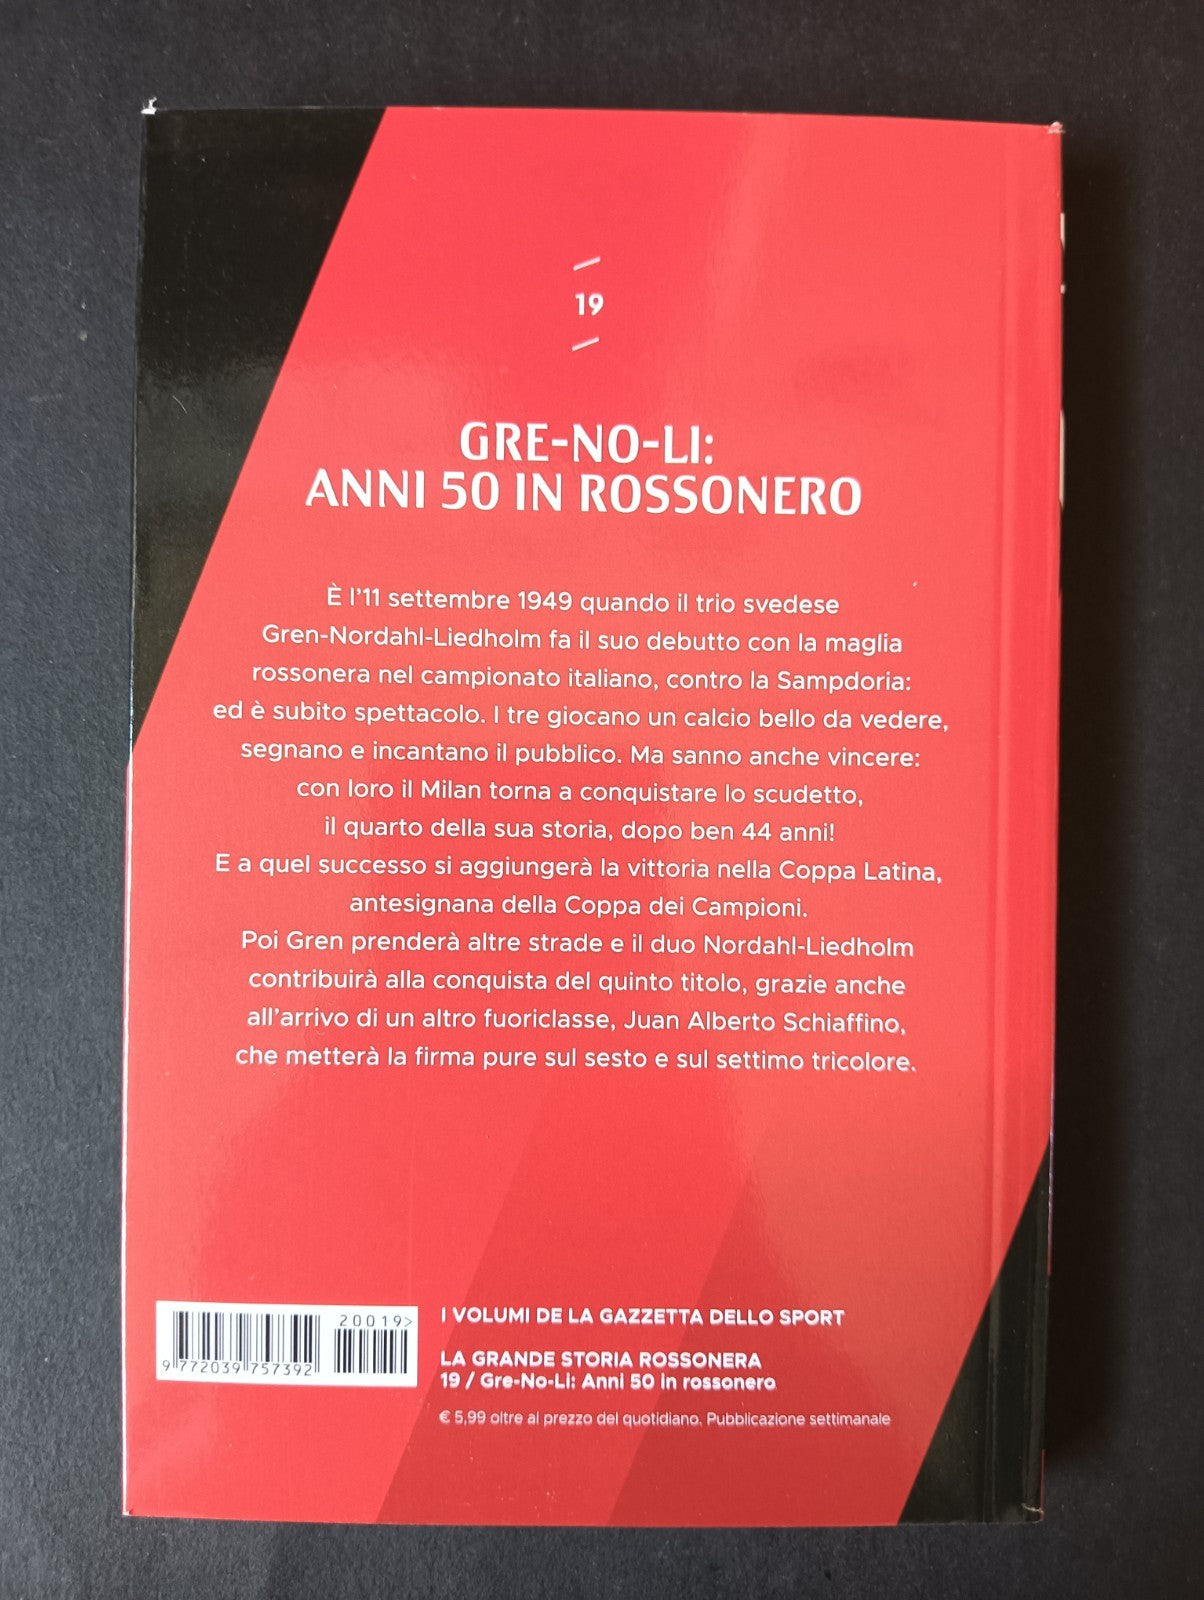 19
GRE-NO-LI:
ANNI 50 IN ROSSONERO
È l'11 settembre 1949 quando il trio svedese
Gren-Nordahl-Liedholm fa il suo debutto con la maglia
rossonera nel campionato italiano, contro la Sampdoria:
ed è subito spettacolo. I tre giocano un calcio bello da vedere,
segnano e incantano il pubblico. Ma sanno anche vincere:
con loro il Milan torna a conquistare lo scudetto,
il quarto della sua storia, dopo ben 44 anni!
E a quel successo si aggiungerà la vittoria nella Coppa Latina,
antesignana della Coppa dei Campioni.
Poi Gren prenderà altre strade e il duo Nordahl-Liedholm
contribuirà alla conquista del quinto titolo, grazie anche
all'arrivo di un altro fuoriclasse, Juan Alberto Schiaffino,
che metterà la firma pure sul sesto e sul settimo tricolore.
20019>
9 772039 757392
I VOLUMI DE LA GAZZETTA DELLO SPORT
LA GRANDE STORIA ROSSONERA
19 / Gre-No-Li: Anni 50 in rossonero
€ 5,99 oltre al prezzo del quotidiano. Pubblicazione settimanale